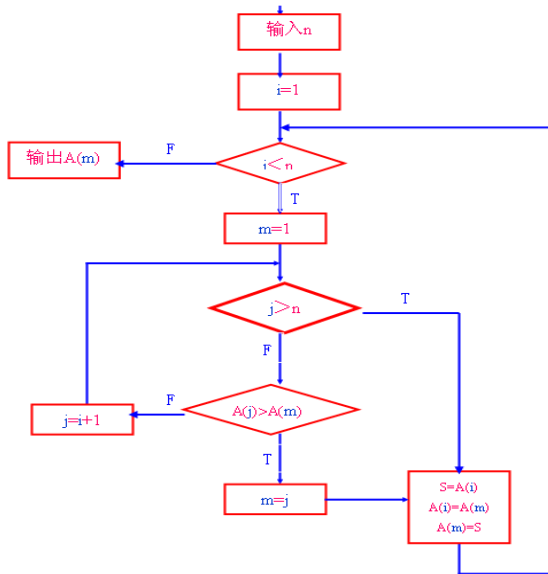 输入n
i=1
i＜n
F
输出A(m)
T
m=1
j＞n
T
F
A(j)>A(m)
F
j=i+1
T
m=j
S=A(i)
A(i)=A(m)
A(m)=S